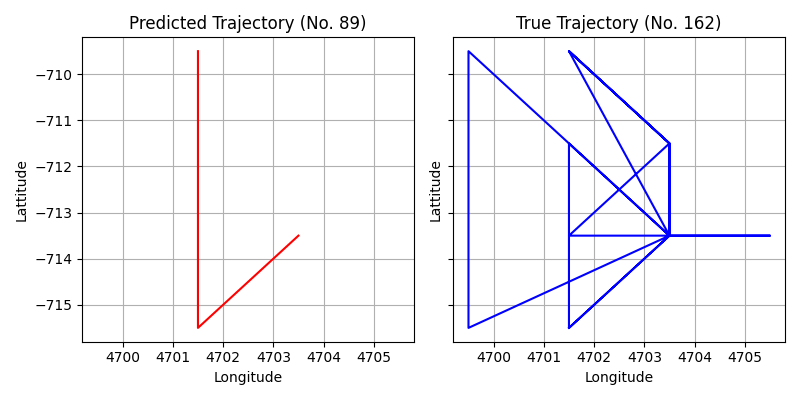 Predicted Trajectory (No. 89)
True Trajectory (No. 162)
Lattitude
−710
−711
−712
−713
−714
−715
4700 4701 4702 4703 4704 4705
Longitude
Lattitude
4700 4701 4702 4703 4704 4705
Longitude